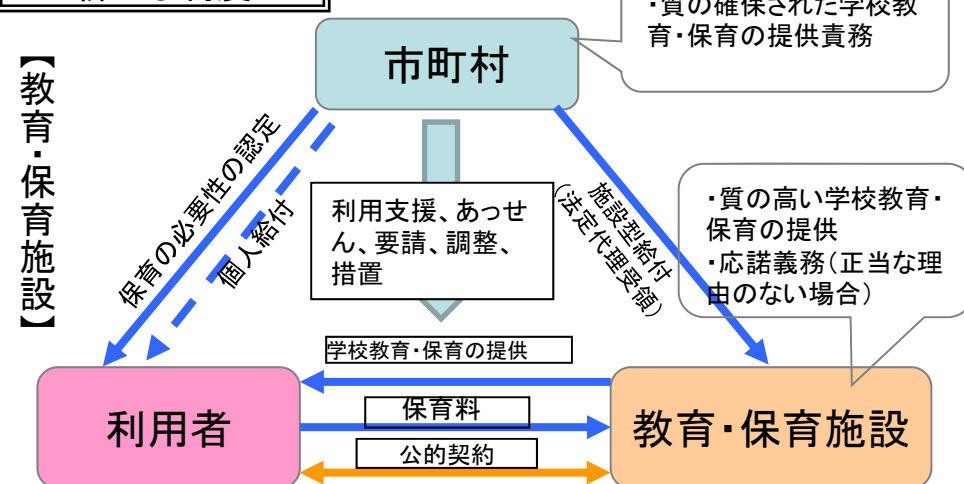 ・質の確保された学校教
育・保育の提供責務
市町村
【教育・保育施設】
保育の必要性の認定
個人給付
利用支援、あっせ
ん、要請、調整、
措置
施設型給付
(法定代理受領)
・質の高い学校教育・
保育の提供
・応諾義務(正当な理
由のない場合)
学校教育・保育の提供
利用者
保育料
教育・保育施設
公的契約